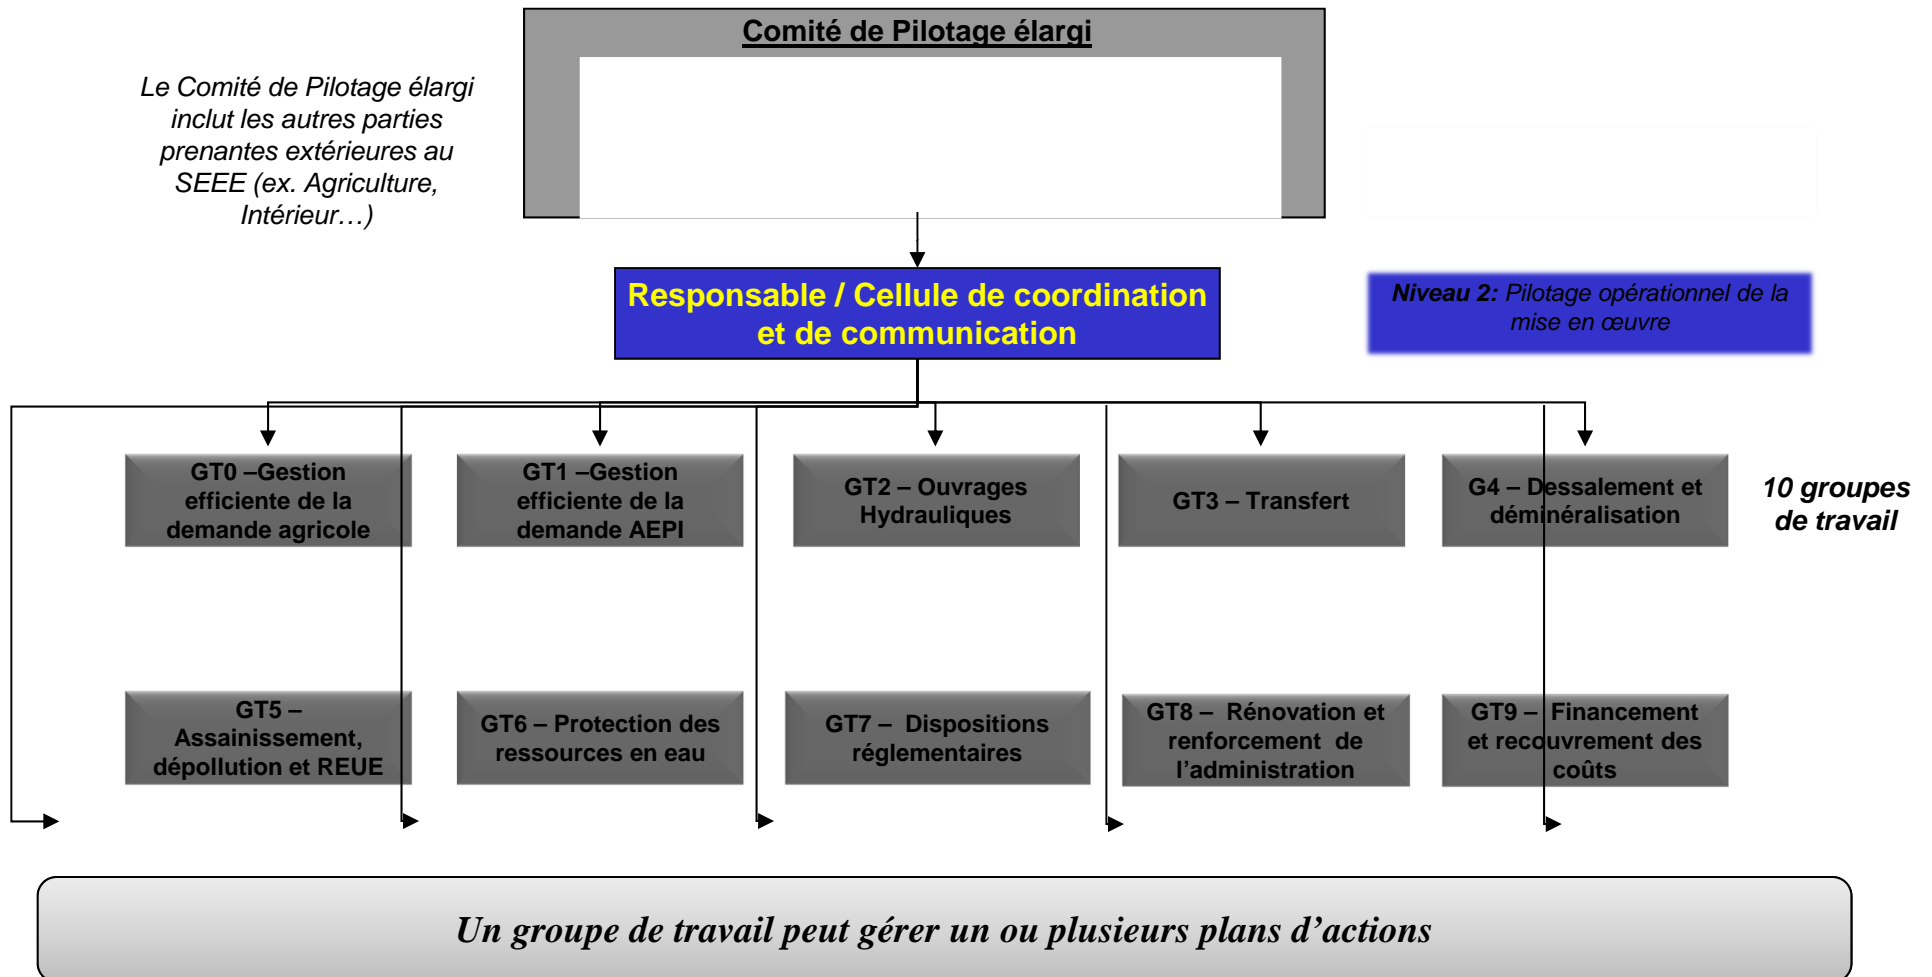 Comité de Pilotage élargi
Le Comité de Pilotage élargi
inclut les autres parties
prenantes extérieures au
SEEE (ex. Agriculture,
Intérieur…)
Responsable / Cellule de coordination
et de communication
Niveau 2: Pilotage opérationnel de la
mise en œuvre
GT0 –Gestion
efficiente de la
demande agricole
GT1 –Gestion
efficiente de la
demande AEPI
GT2 – Ouvrages
Hydrauliques
GT3 – Transfert
G4 – Dessalement et
déminéralisation
10 groupes
de travail
GT5 –
Assainissement,
dépollution et REUE
GT6 – Protection des
ressources en eau
GT7 –  Dispositions
réglementaires
GT8 –  Rénovation et
renforcement  de
l’administration
GT9 –  Financement
et recouvrement des
coûts
Un groupe de travail peut gérer un ou plusieurs plans d’actions